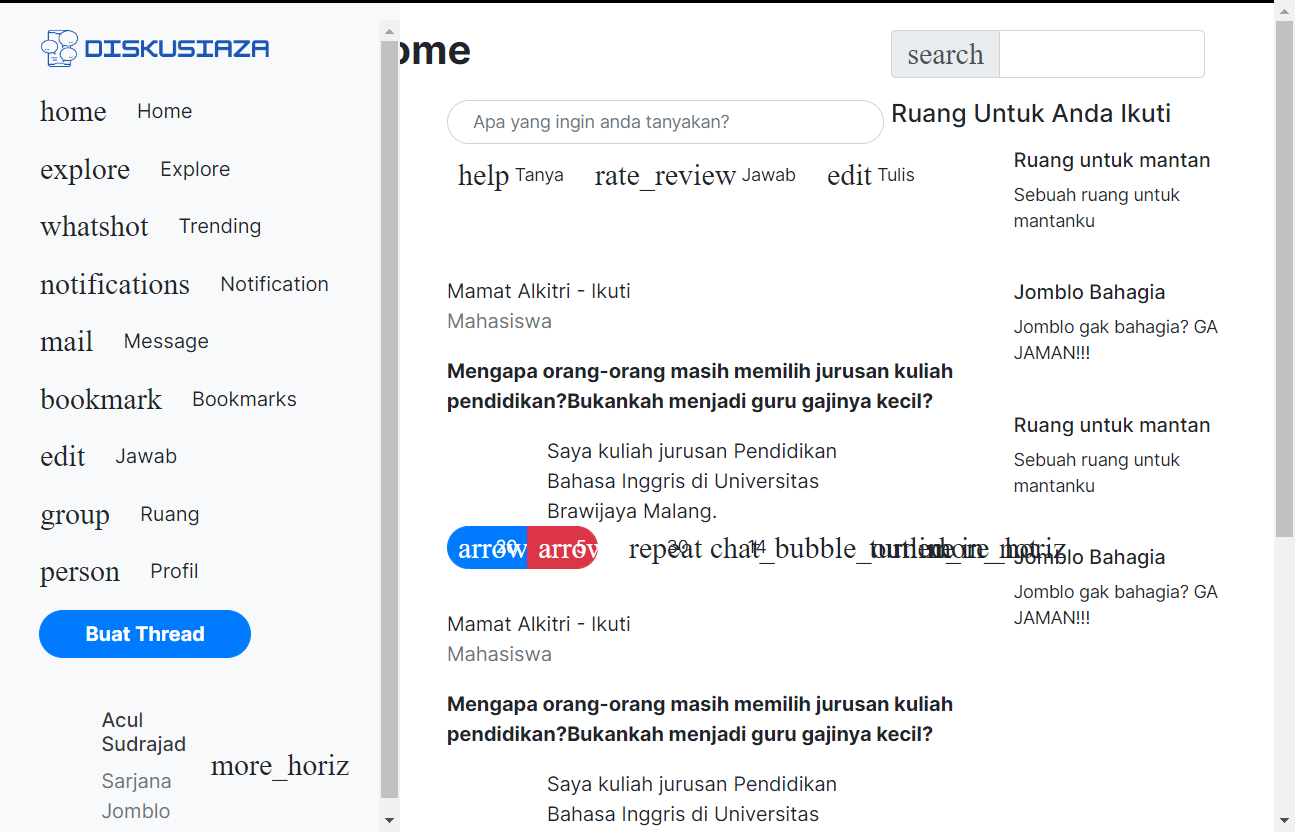 DISKUSIAZA
home Home
explore Explore
whatshot Trending
notifications Notification
mail Message
bookmark Bookmarks
edit Jawab
group Ruang
person Profil
Buat Thread
Acul
Sudrajad
Sarjana
Jomblo
more_horiz
ome
Apa yang ingin anda tanyakan?
help Tanya rate_review Jawab edit Tulis
Mamat Alkitri - Ikuti
Mahasiswa
Mengapa orang-orang masih memilih jurusan kuliah
pendidikan?Bukankah menjadi guru gajinya kecil?
Saya kuliah jurusan Pendidikan
Bahasa Inggris di Universitas
Brawijaya Malang.
arrow 20 arrov 5 repeat 39 chat_bubble_outline 14 turned_in_not more_horiz
Mamat Alkitri - Ikuti
Mahasiswa
Mengapa orang-orang masih memilih jurusan kuliah
pendidikan?Bukankah menjadi guru gajinya kecil?
Saya kuliah jurusan Pendidikan
Bahasa Inggris di Universitas
search
Ruang Untuk Anda Ikuti
Ruang untuk mantan
Sebuah ruang untuk
mantanku
Jomblo Bahagia
Jomblo gak bahagia? GA
JAMAN!!!
Ruang untuk mantan
Sebuah ruang untuk
mantanku
Jomblo Bahagia
Jomblo gak bahagia? GA
JAMAN!!!